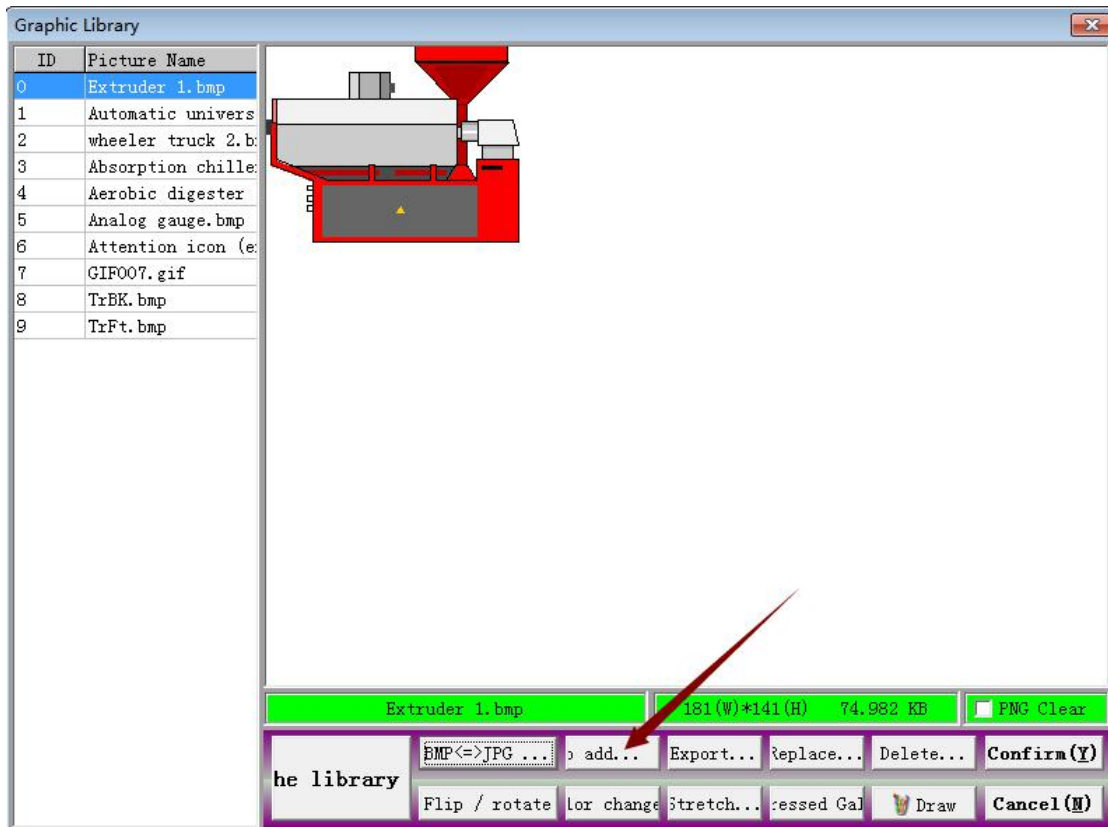 Graphic Library
ID Picture Name
0 Extruder 1.bmp
1 Automatic univers
2 wheeler truck 2.b
3 Absorption chille
4 Aerobic digester
5 Analog gauge.bmp
6 Attention icon (e
7 GIF007.gif
8 TrBK.bmp
9 TrFt.bmp
Extruder 1.bmp 181(W)*141(H) 74.982 KB PNG Clear
he library
BMP<=>JPG ... o add... Export... Replace... Delete... Confirm(Y)
Flip / rotate lor change Stretch... ressed Gal Draw Cancel(N)